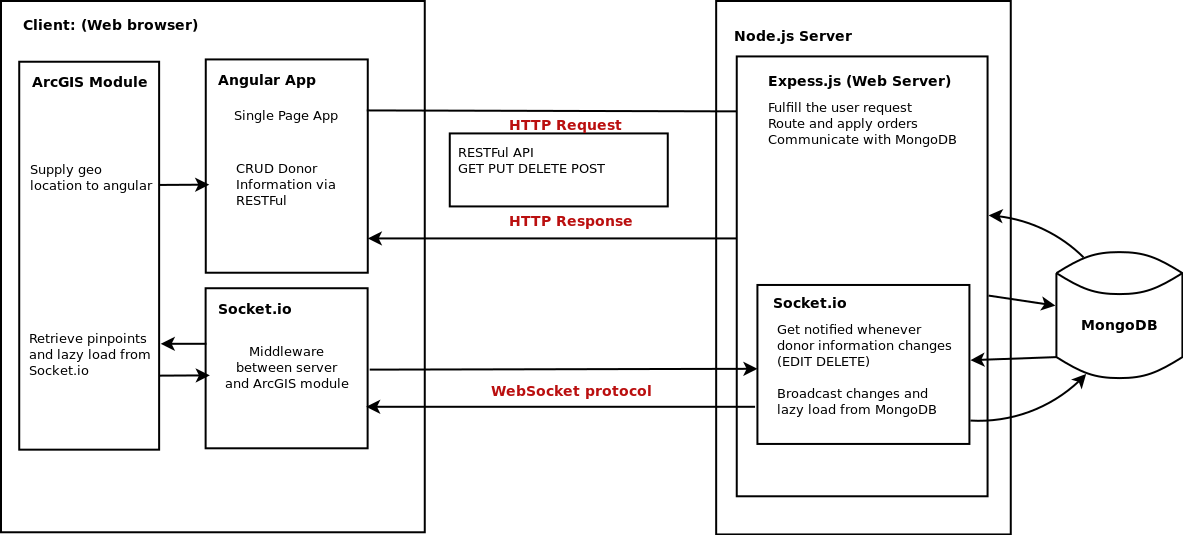 Client: (Web browser)
ArcGIS Module
Supply geo
location to angular
Retrieve pinpoints
and lazy load from
Socket.io
Angular App
Single Page App
CRUD Donor
Information via
RESTFul
Socket.io
Middleware
between server
and ArcGIS module
HTTP Request
RESTFul API
GET PUT DELETE POST
HTTP Response
WebSocket protocol
Node.js Server
Expess.js (Web Server)
Fulfill the user request
Route and apply orders
Communicate with MongoDB
Socket.io
Get notified whenever
donor information changes
(EDIT DELETE)
Broadcast changes and
lazy load from MongoDB
MongoDB